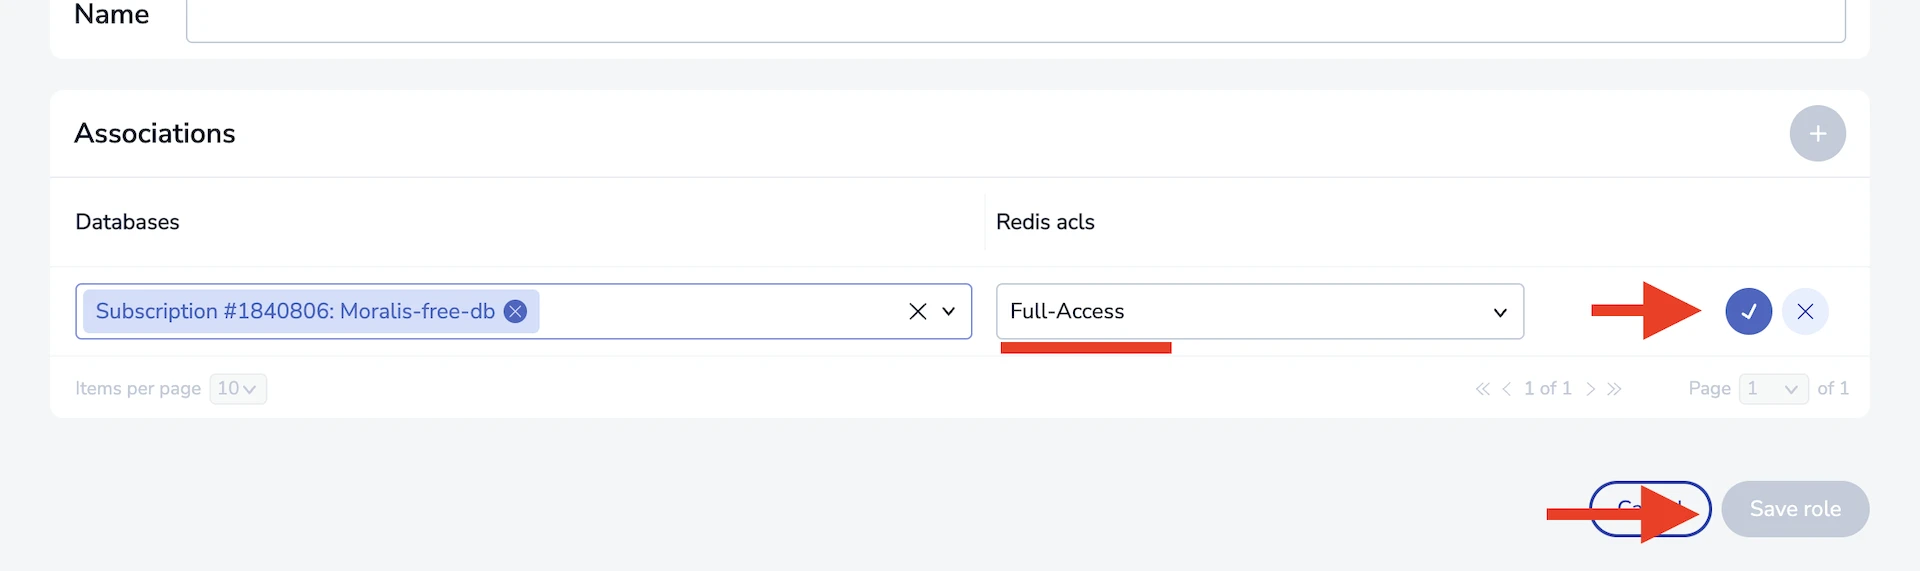 Name
Associations
Databases
Redis acls
Subscription #1840806: Moralis-free-db
Full-Access
Items per page 10
1 of 1
Page 1 of 1
Save role